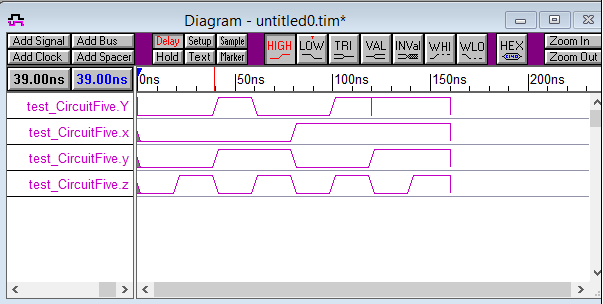 Diagram - untitled0.tim*
Add Signal Add Bus Delay Setup Sample HIGH LOW TRI VAL INVal WHI WLO HEX Zoom In
Add Clock Add Spacer Hold Text Marker Zoom Out
39.00ns 39.00ns 0ns 50ns 100ns 150ns 200ns
test_CircuitFive.Y
test_CircuitFive.x
test_CircuitFive.y
test_CircuitFive.z